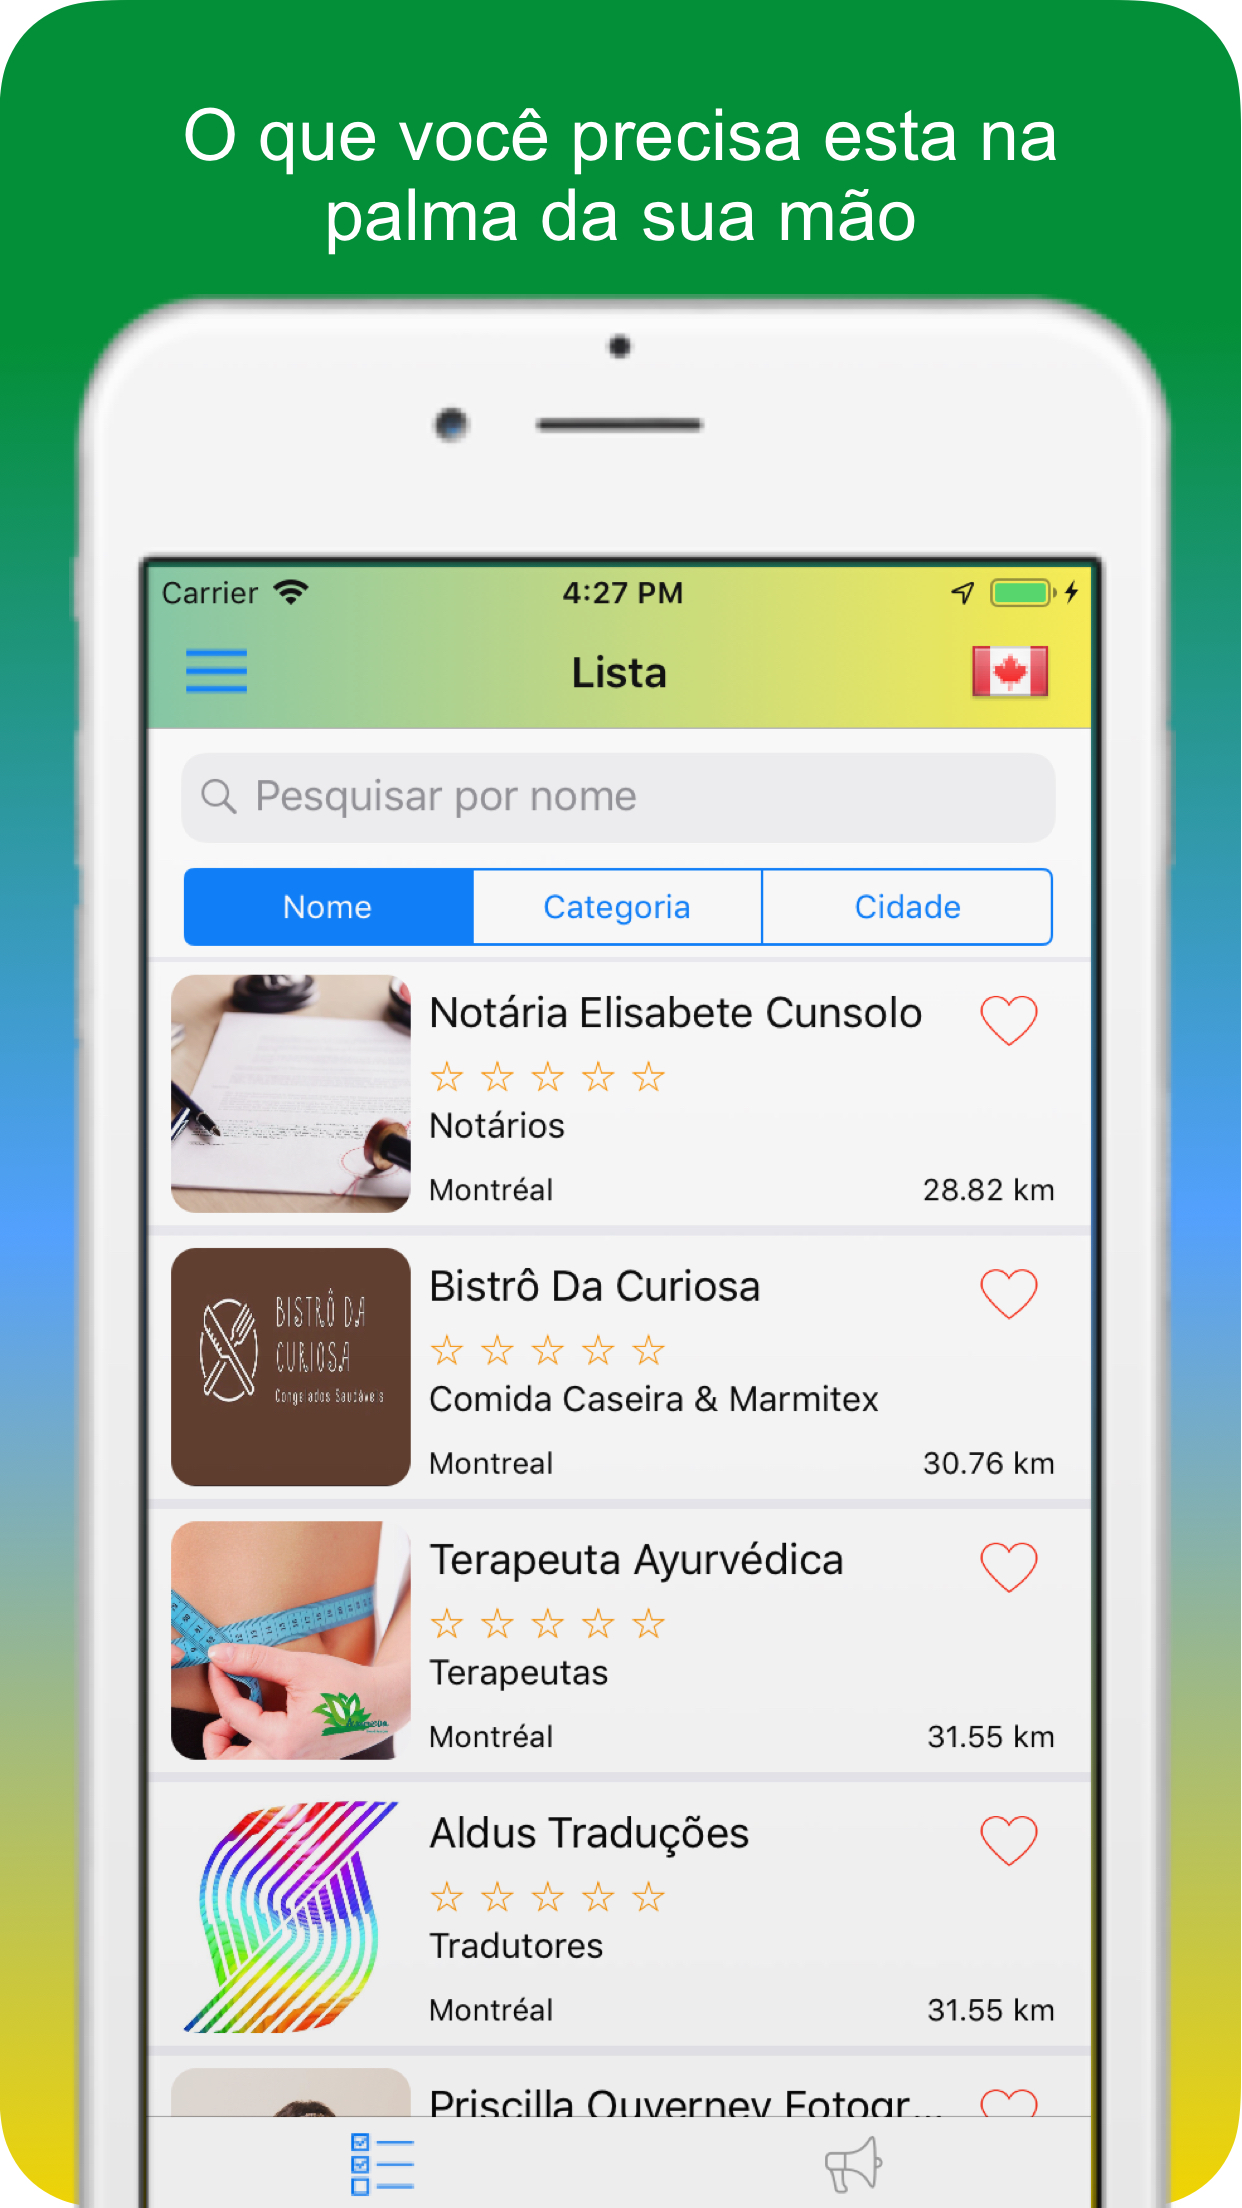 O que você precisa esta na
palma da sua mão
Carrier
4:27 PM
Lista
Pesquisar por nome
Nome
Categoria
Cidade
Notária Elisabete Cunsolo
Notários
Montréal
28.82 km
BISTRÔ DA
CURIOSA
Congelados Saudáveis
Bistrô Da Curiosa
Comida Caseira & Marmitex
Montreal
30.76 km
Terapeuta Ayurvédica
Terapeutas
Montréal
31.55 km
Aldus Traduções
Tradutores
Montréal
31.55 km
Priscilla Ouverney Fotogr...